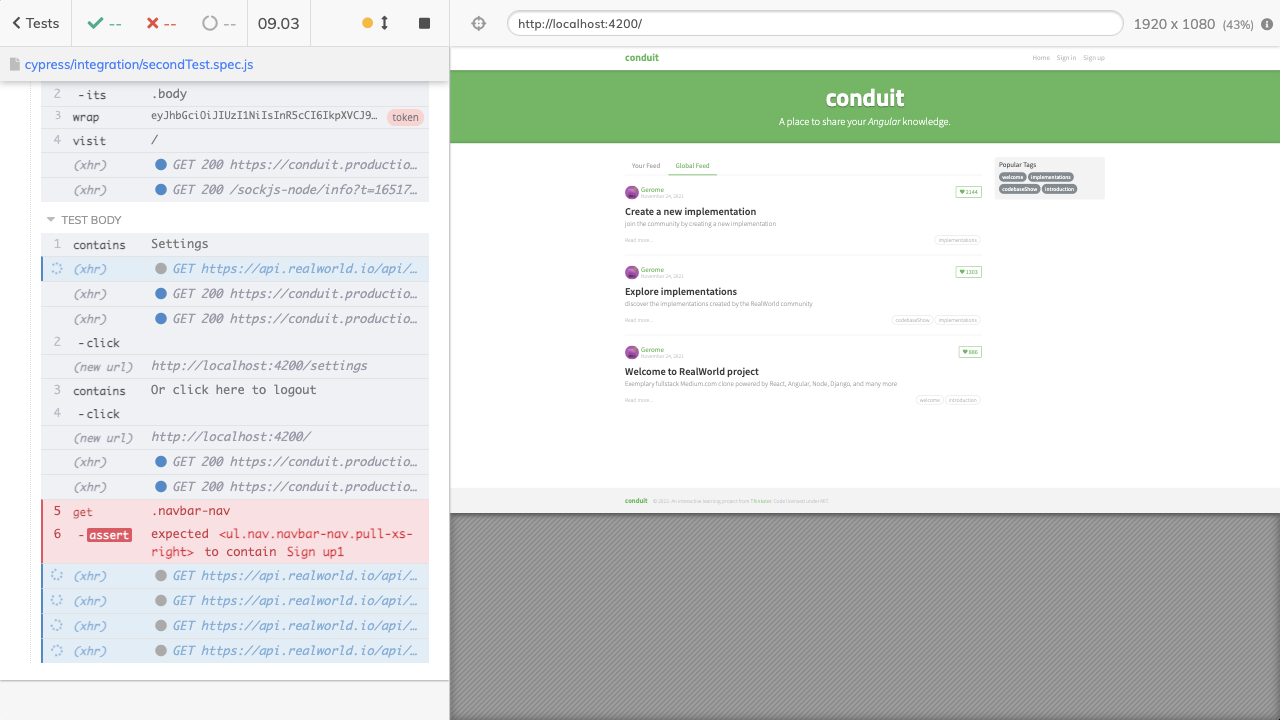 Tests
--
--
--
09.03
http://localhost:4200/
1920 x 1080 (43%)
cypress/integration/secondTest.spec.js
2 -its .body
3 wrap eyJhbGciOiJIUzI1NiIsInR5cCI6IkpXVCJ9… token
4 visit /
GET 200 https://conduit.productio…
(xhr) GET 200 /sockjs-node/info?t=16517…
TEST BODY
1 contains Settings
(xhr) GET https://api.realworld.io/api/…
(xhr) GET 200 https://conduit.productio…
GET 200 https://conduit.productio…
2 -click
(new url) http://localhost:4200/settings
3 contains Or click here to logout
4 -click
(new url) http://localhost:4200/
(xhr) GET 200 https://conduit.productio…
GET 200 https://conduit.productio…
5 get .navbar-nav
6 -assert expected <ul.nav.navbar-nav.pull-xs-
right> to contain Sign up1
(xhr) GET https://api.realworld.io/api/…
(xhr) GET https://api.realworld.io/api/…
(xhr) GET https://api.realworld.io/api/…
(xhr) GET https://api.realworld.io/api/…
conduit
Home Sign in Sign up
conduit
A place to share your Angular knowledge.
Your Feed Global Feed
Gerome
November 24, 2021
2144
Create a new implementation
join the community by creating a new implementation
Read more...
implementations
Gerome
November 24, 2021
1303
Explore implementations
discover the implementations created by the RealWorld community
Read more...
codebaseShow implementations
Gerome
November 24, 2021
886
Welcome to RealWorld project
Exemplary fullstack Medium.com clone powered by React, Angular, Node, Django, and many more
Read more...
welcome introduction
Popular Tags
welcome implementations
codebaseShow introduction
conduit © 2022. An interactive learning project from Thinkster. Code licensed under MIT.